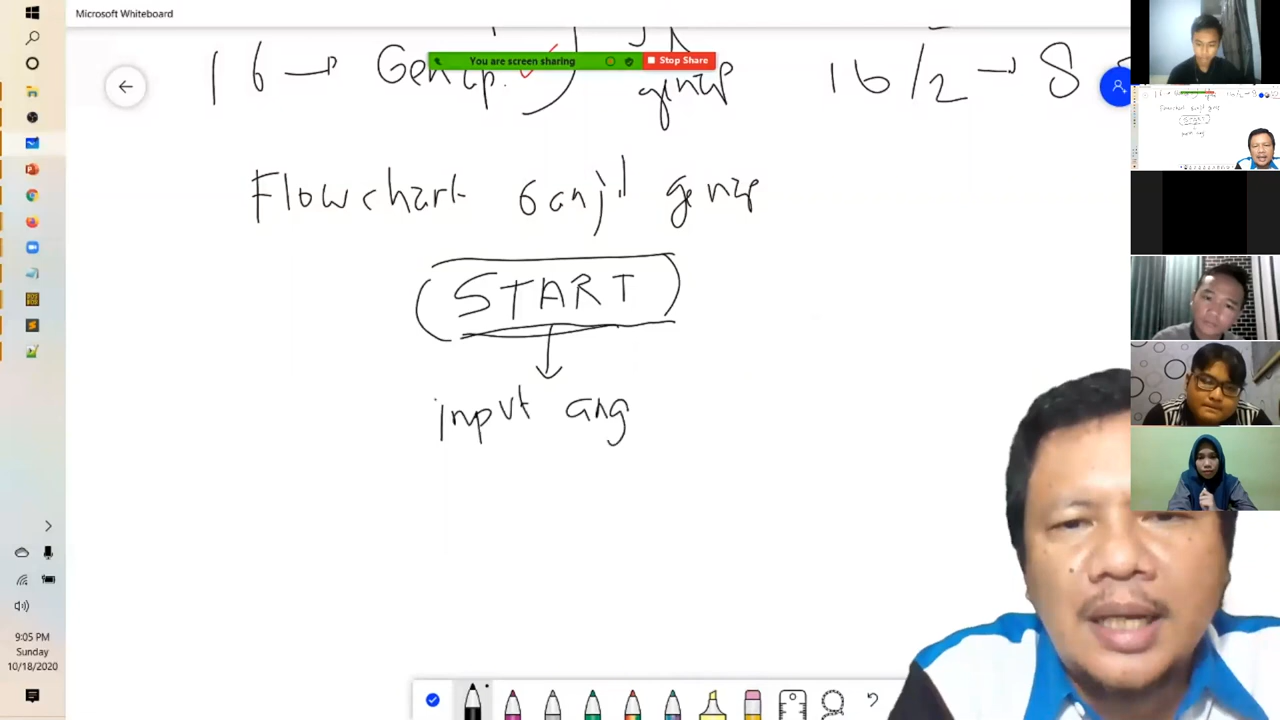 Microsoft Whiteboard
You are screen sharing
Stop Share
16 → Genap.
genap
16/2 → 8
Flowchart Ganjil genap
START
input ang
9:05 PM
Sunday
10/18/2020